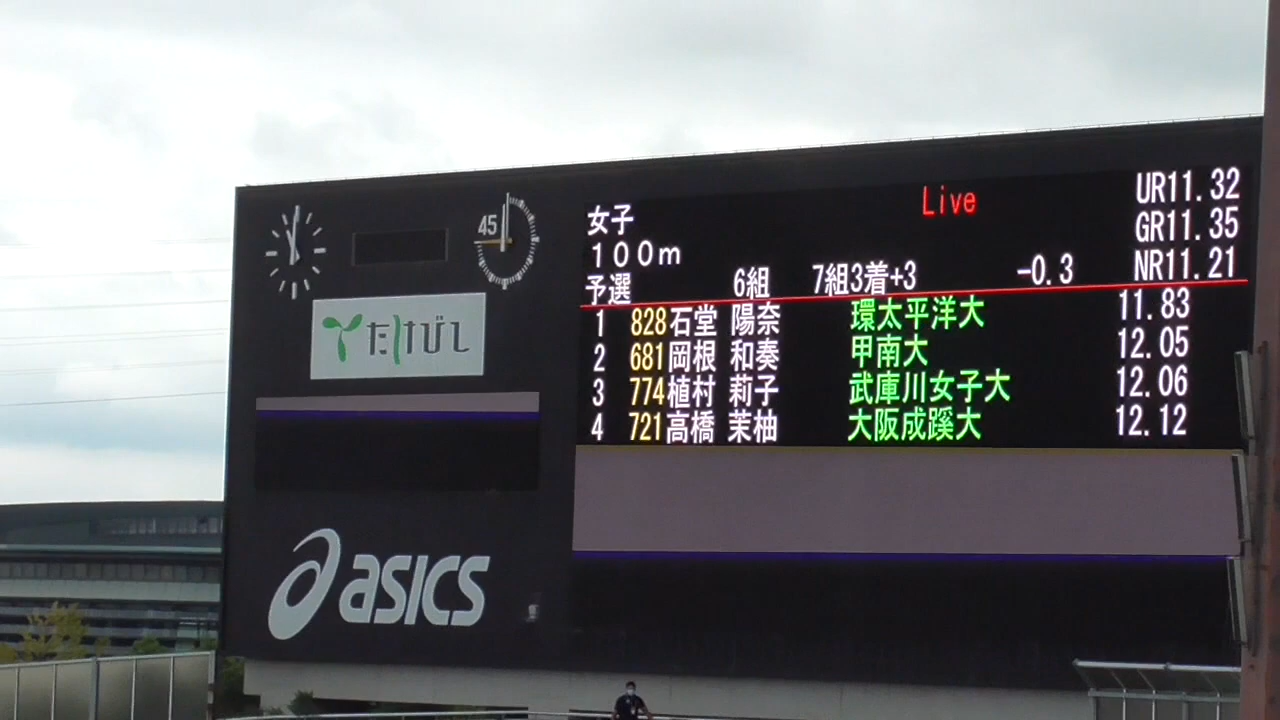 45
たけびし
asics
Live
UR11.32
女子
GR11.35
100m
NR11.21
予選 6組 7組3着+3 -0.3
1 828 石堂 陽奈 環太平洋大 11.83
2 681 岡根 和奏 甲南大 12.05
3 774 植村 莉子 武庫川女子大 12.06
4 721 高橋 茉柚 大阪成蹊大 12.12